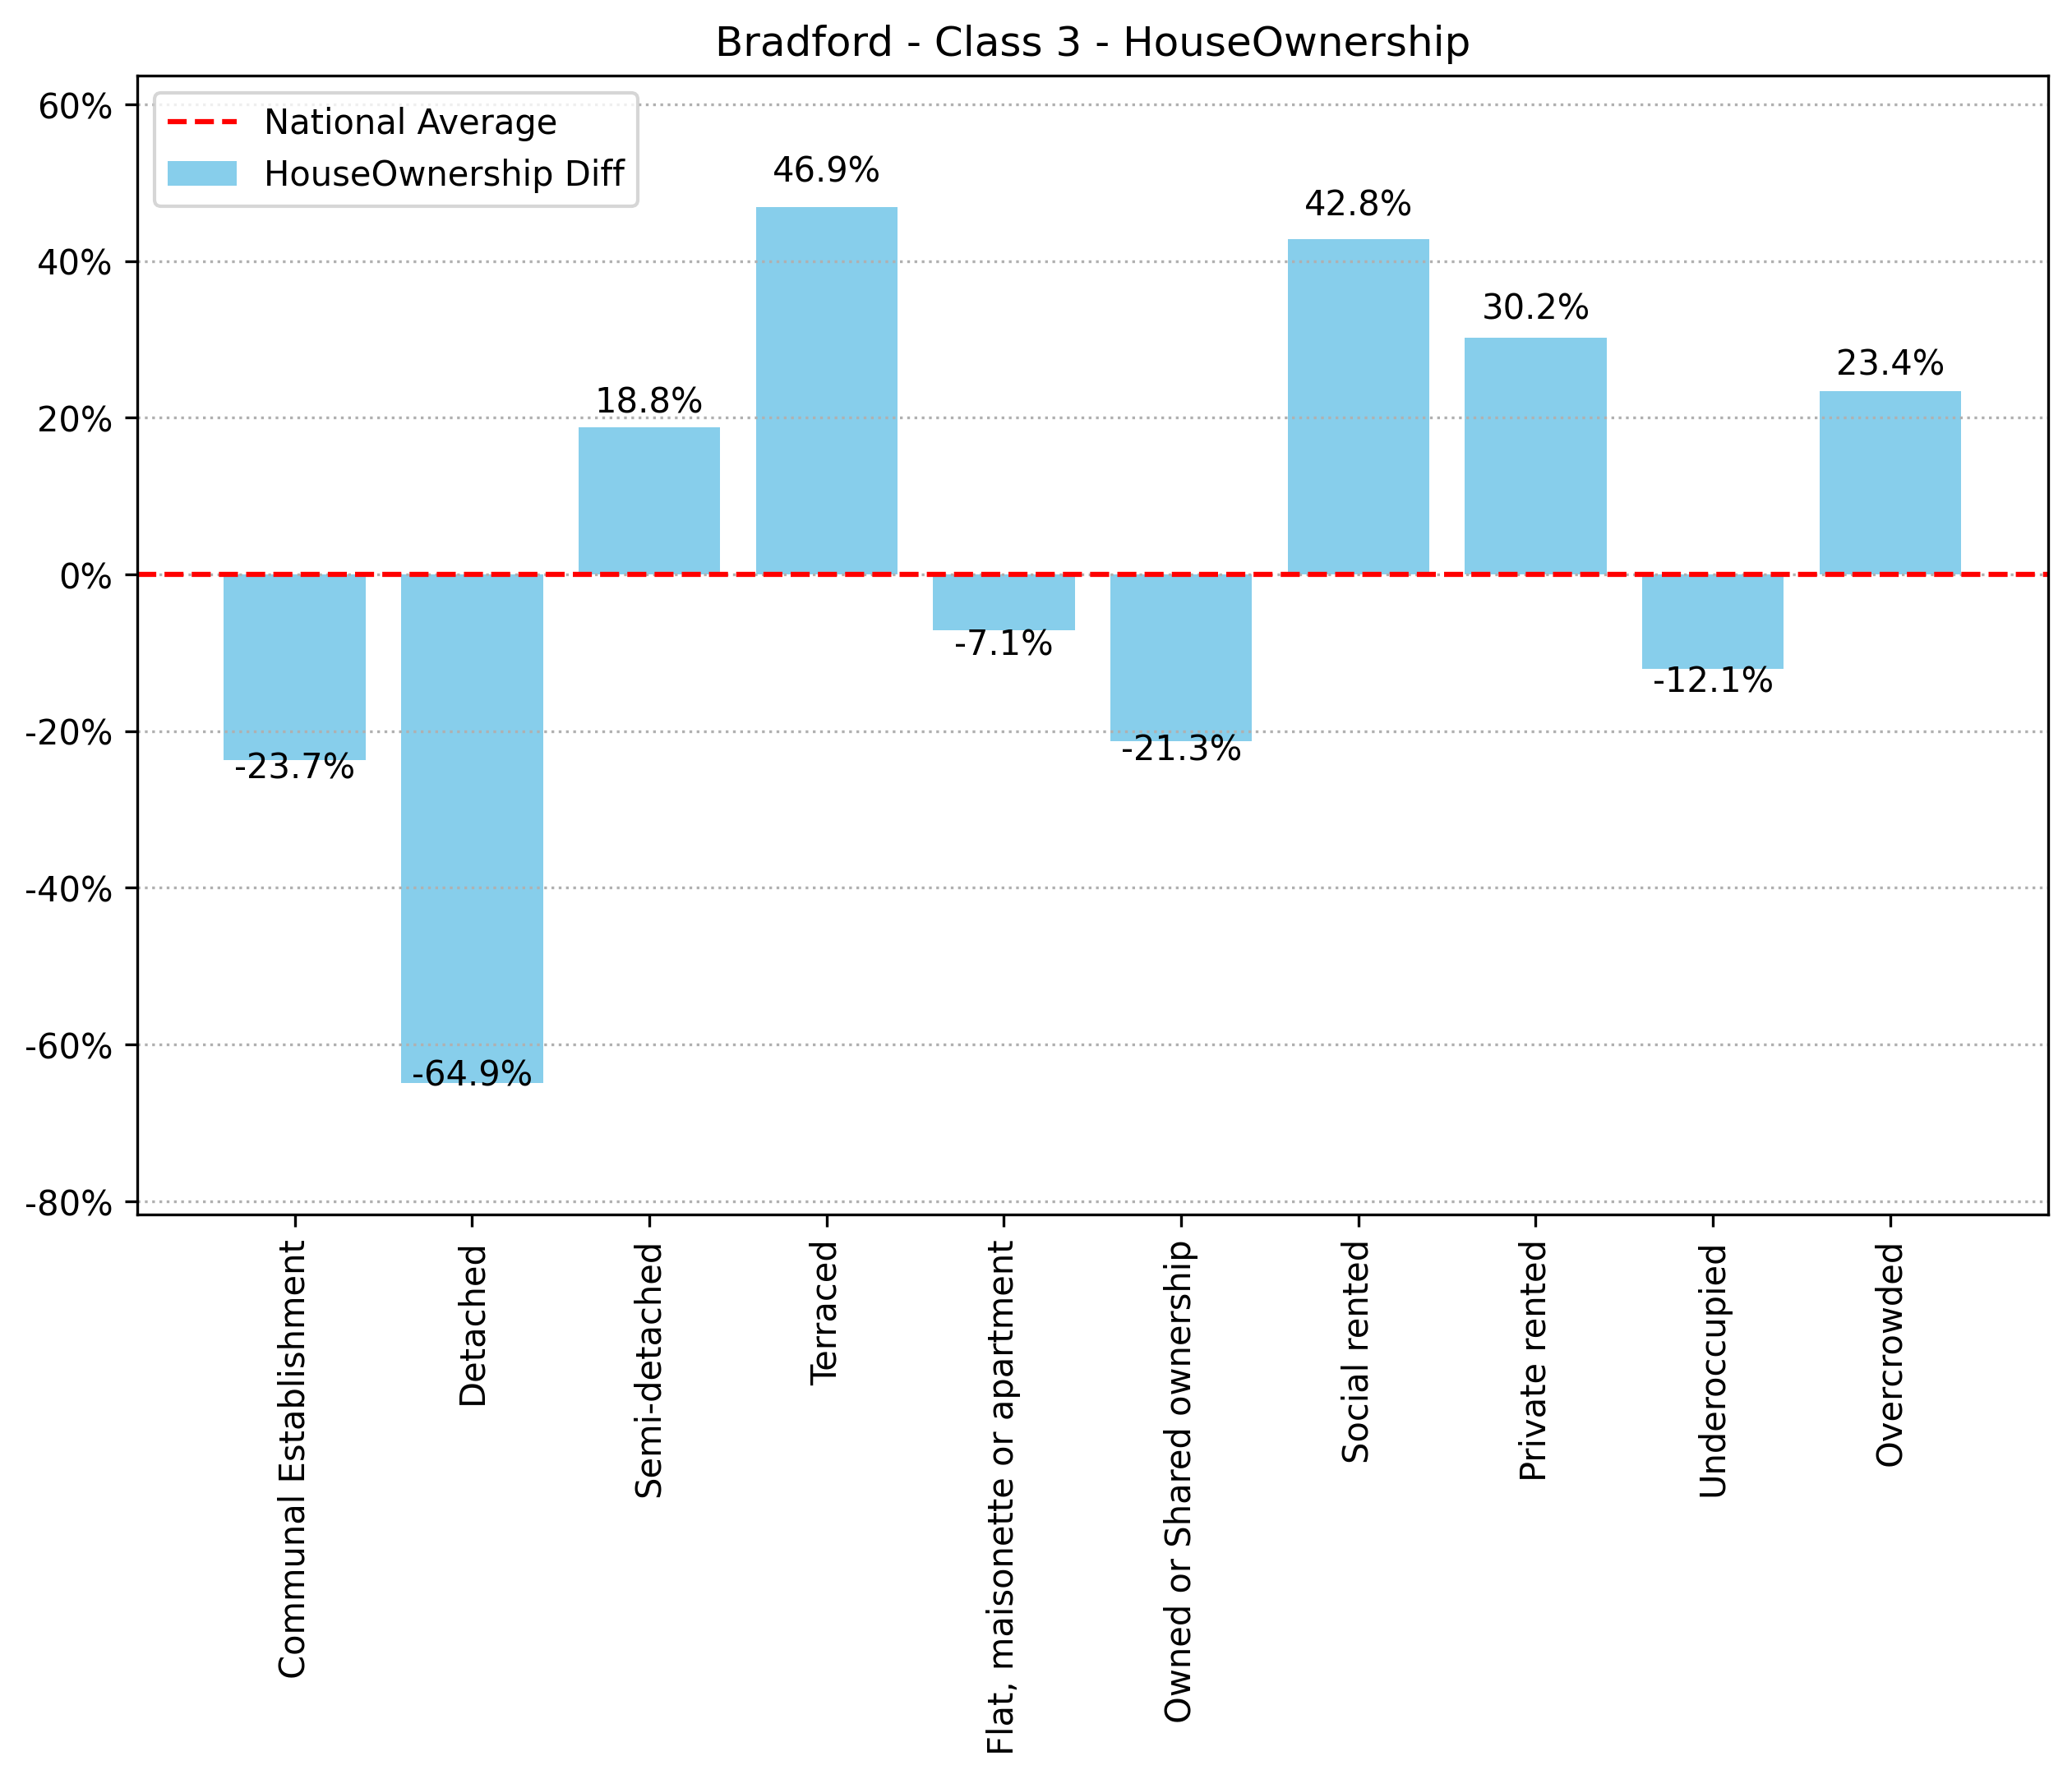 Bradford - Class 3 - HouseOwnership
National Average
HouseOwnership Diff
60%
40%
20%
0%
-20%
-40%
-60%
-80%
-23.7%
-64.9%
18.8%
46.9%
-7.1%
-21.3%
42.8%
30.2%
-12.1%
23.4%
Communal Establishment
Detached
Semi-detached
Terraced
Flat, maisonette or apartment
Owned or Shared ownership
Social rented
Private rented
Underoccupied
Overcrowded